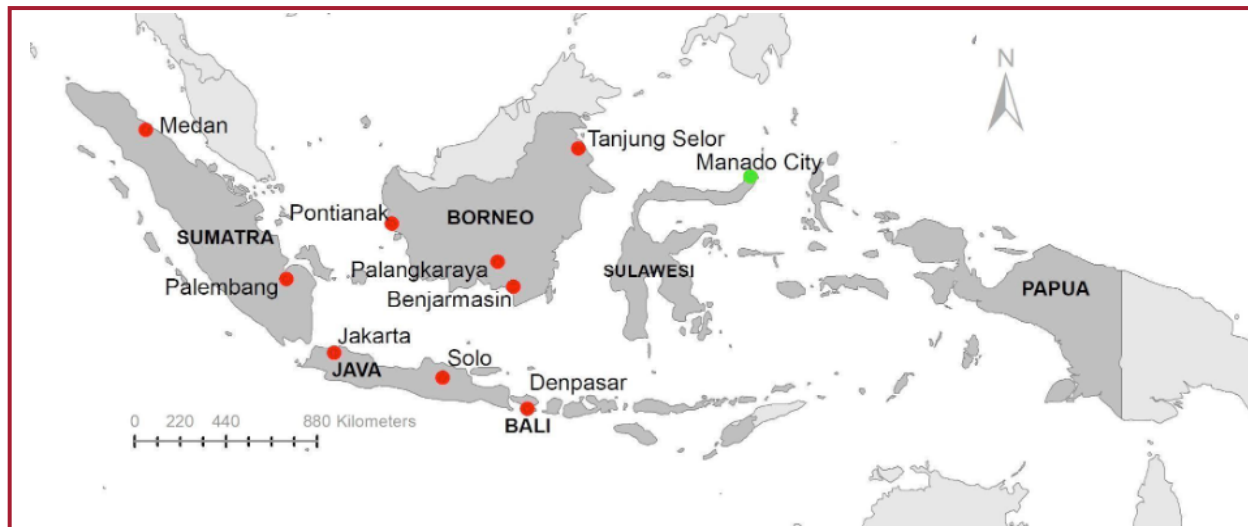 N
Medan
Tanjung Selor
Manado City
Pontianak
BORNEO
SUMATRA
Palangkaraya
SULAWESI
Palembang
Benjarmasin
PAPUA
Jakarta
Solo
JAVA
Denpasar
BALI
0 220 440 880 Kilometers